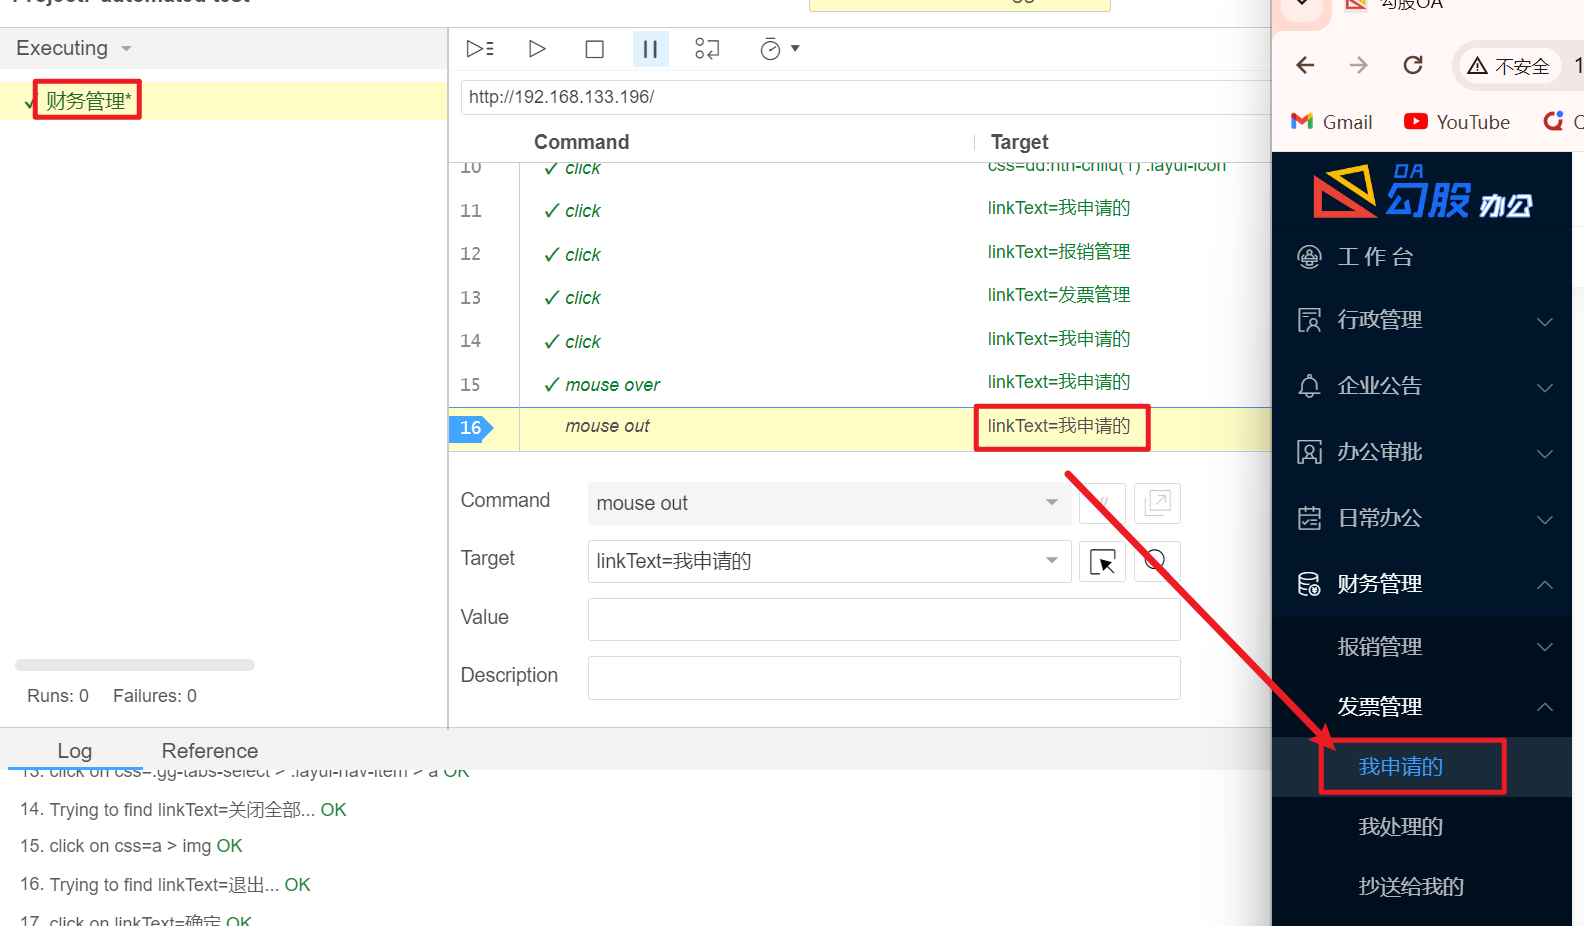 Project: automated test
Executing
财务管理*
Runs: 0 Failures: 0
http://192.168.133.196/
Command Target
10 click css=dd:nth-child(1) .layui-icon
11 click linkText=我申请的
12 click linkText=报销管理
13 click linkText=发票管理
14 click linkText=我申请的
15 mouse over linkText=我申请的
16 mouse out linkText=我申请的
Command mouse out //
Target linkText=我申请的
Value
Description
Log Reference
13. click on css=.gg-tabs-select > .layui-nav-item > a OK
14. Trying to find linkText=关闭全部... OK
15. click on css=a > img OK
16. Trying to find linkText=退出... OK
17. click on linkText=确定 OK
勾股OA
不安全 1
Gmail YouTube
OA
勾股办公
工作台
行政管理
企业公告
办公审批
日常办公
财务管理
报销管理
发票管理
我申请的
我处理的
抄送给我的